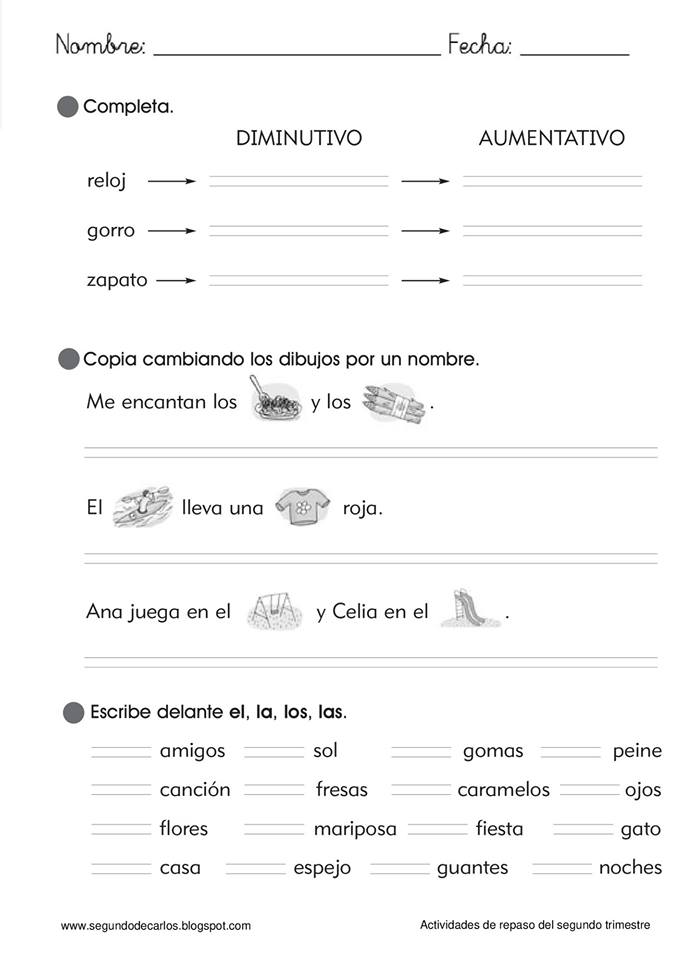 Nombre: ____________________ Fecha: __________
Completa.
DIMINUTIVO AUMENTATIVO
reloj
gorro
zapato
Copia cambiando los dibujos por un nombre.
Me encantan los y los .
El lleva una roja.
Ana juega en el y Celia en el .
Escribe delante el, la, los, las.
amigos sol gomas peine
canción fresas caramelos ojos
flores mariposa fiesta gato
casa espejo guantes noches
www.segundodecarlos.blogspot.com Actividades de repaso del segundo trimestre